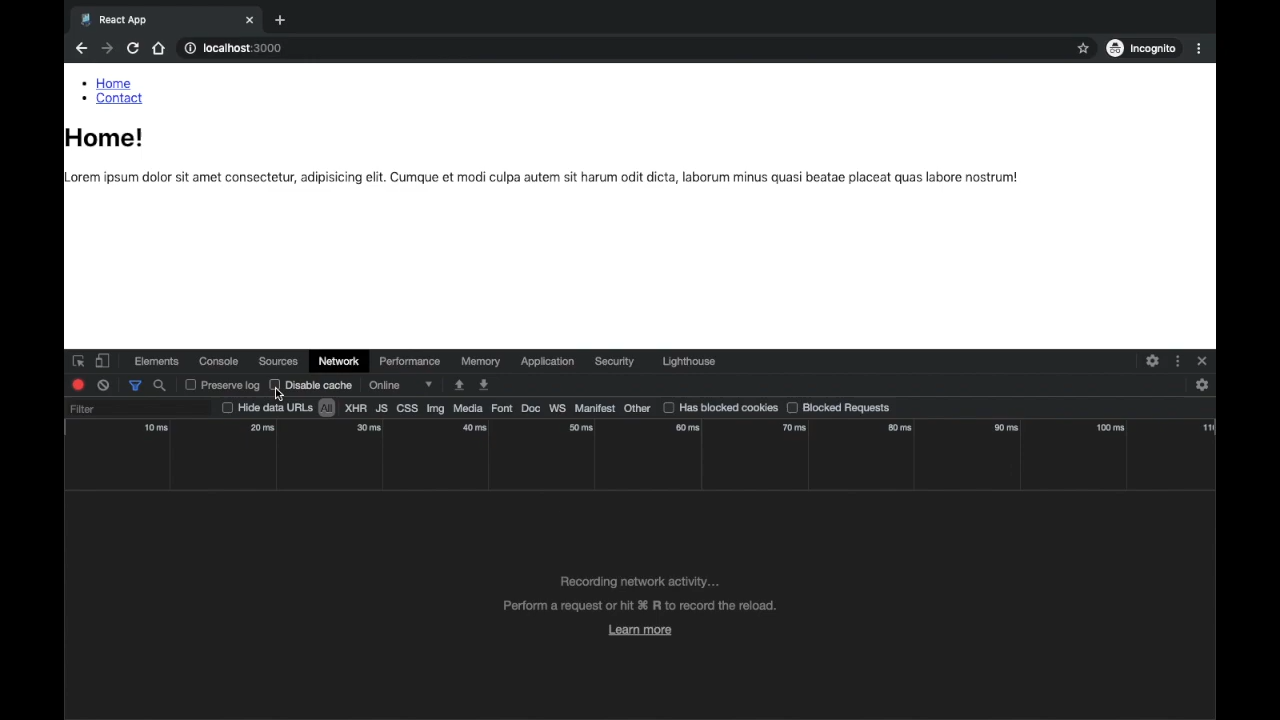 React App
localhost:3000
Incognito
Home
Contact
Home!
Lorem ipsum dolor sit amet consectetur, adipisicing elit. Cumque et modi culpa autem sit harum odit dicta, laborum minus quasi beatae placeat quas labore nostrum!
Elements Console Sources Network Performance Memory Application Security Lighthouse
Preserve log Disable cache Online
Filter Hide data URLs All XHR JS CSS Img Media Font Doc WS Manifest Other Has blocked cookies Blocked Requests
10 ms 20 ms 30 ms 40 ms 50 ms 60 ms 70 ms 80 ms 90 ms 100 ms
Recording network activity…
Perform a request or hit ⌘ R to record the reload.
Learn more